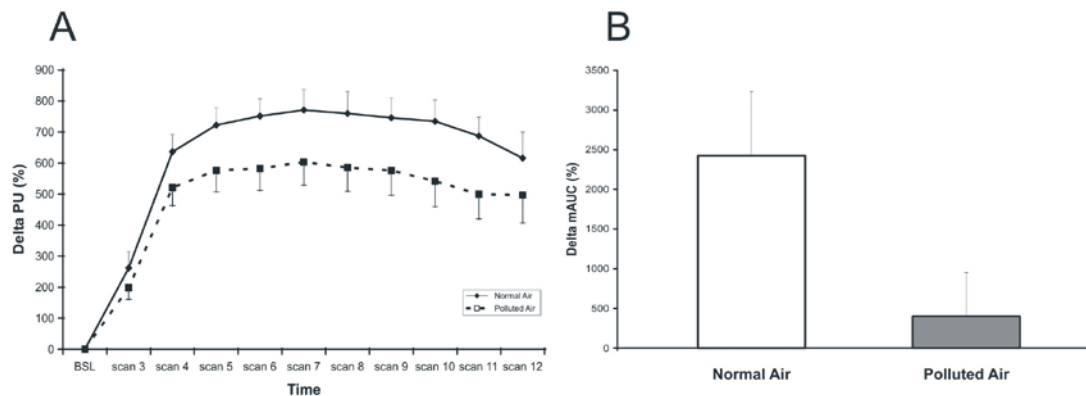 A
Delta PU (%)
900
800
700
600
500
400
300
200
100
0
BSL scan 3 scan 4 scan 5 scan 6 scan 7 scan 8 scan 9 scan 10 scan 11 scan 12
Time
Normal Air
Polluted Air
B
Delta mAUC (%)
3500
3000
2500
2000
1500
1000
500
0
Normal Air Polluted Air